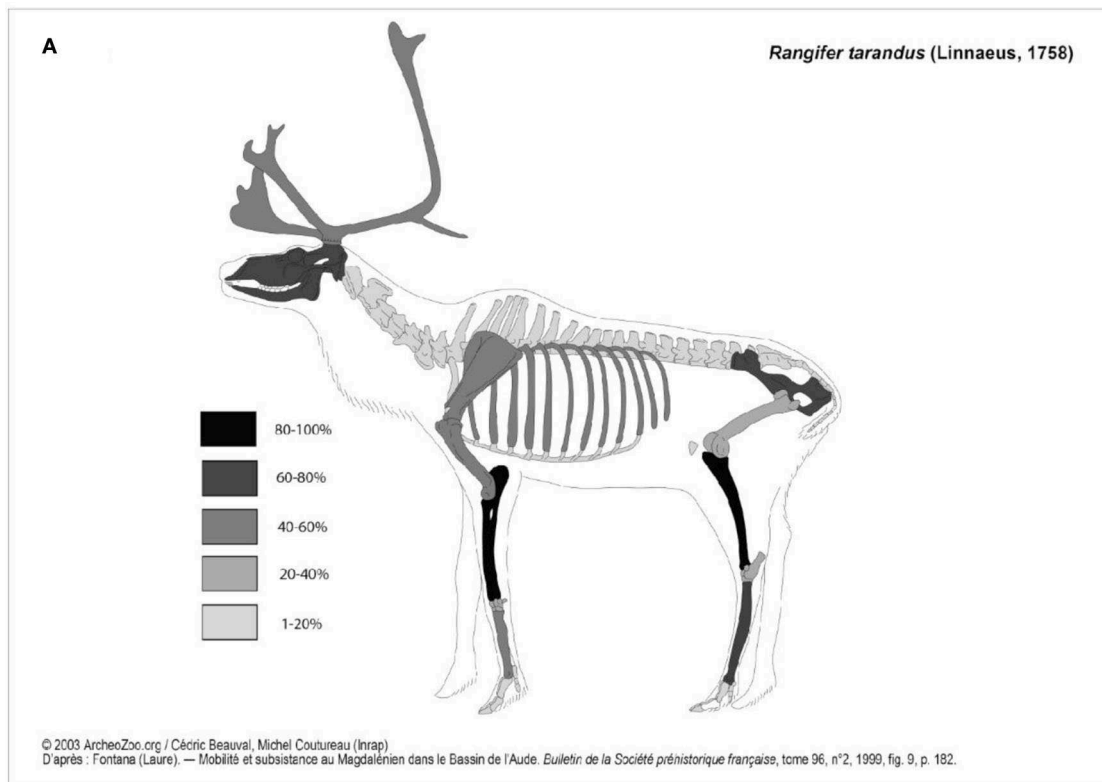 A
Rangifer tarandus (Linnaeus, 1758)
80-100%
60-80%
40-60%
20-40%
1-20%
© 2003 ArcheoZoo.org / Cédric Beauval, Michel Coutureau (Inrap)
D'après : Fontana (Laure). — Mobilité et subsistance au Magdalénien dans le Bassin de l'Aude. Bulletin de la Société préhistorique française, tome 96, n°2, 1999, fig. 9, p. 182.